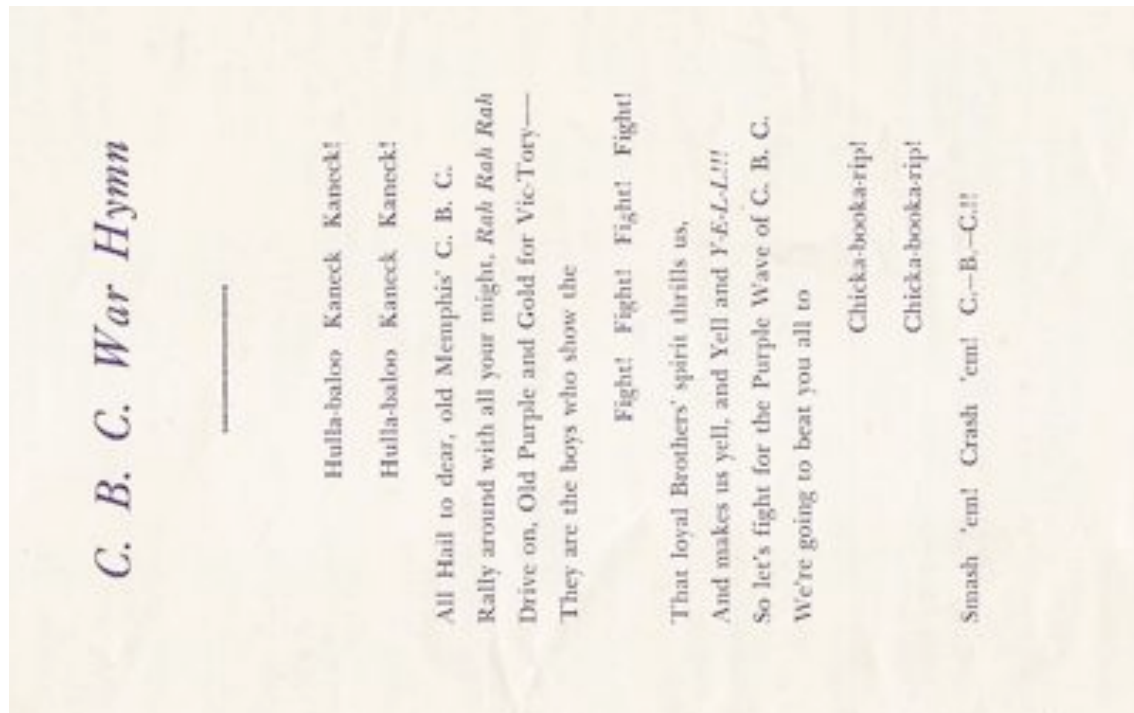 C. B. C. War Hymn
Hulla-baloo Kaneck Kaneck!
Hulla-baloo Kaneck Kaneck!
All Hail to dear, old Memphis' C. B. C.
Rally around with all your might, Rah Rah Rah
Drive on, Old Purple and Gold for Vic-Tory—
They are the boys who show the
Fight! Fight! Fight! Fight!
That loyal Brothers' spirit thrills us,
And makes us yell, and Yell and Y-E-L-L!!!
So let's fight for the Purple Wave of C. B. C.
We're going to beat you all to
Chicka-booka-rip!
Chicka-booka-rip!
Smash 'em! Crash 'em! C.–B.–C.!!